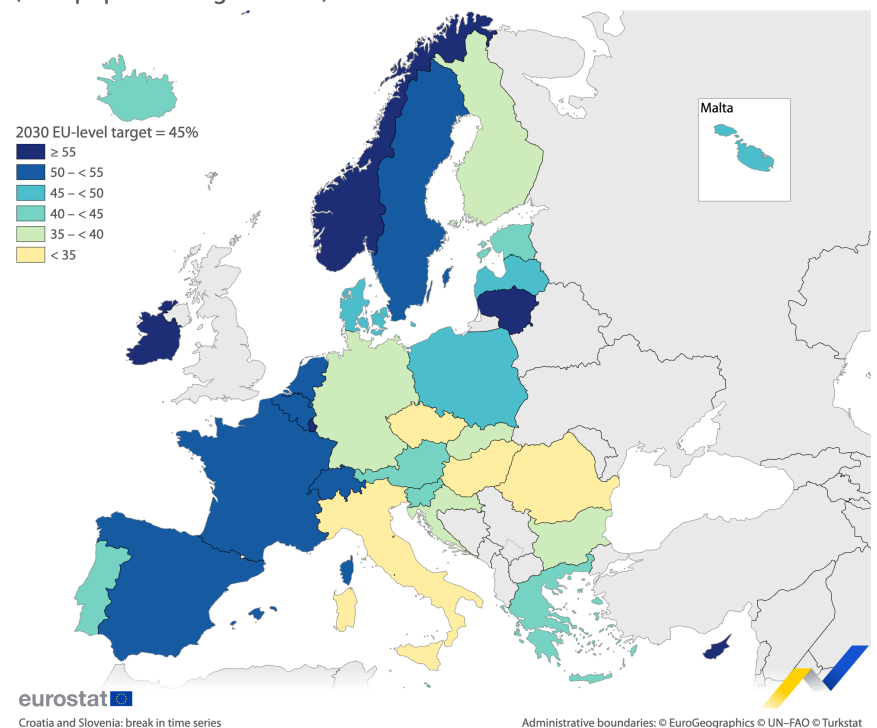 Malta
2030 EU-level target = 45%
≥ 55
50 – < 55
45 – < 50
40 – < 45
35 – < 40
< 35
eurostat
Croatia and Slovenia: break in time series
Administrative boundaries: © EuroGeographics © UN–FAO © Turkstat